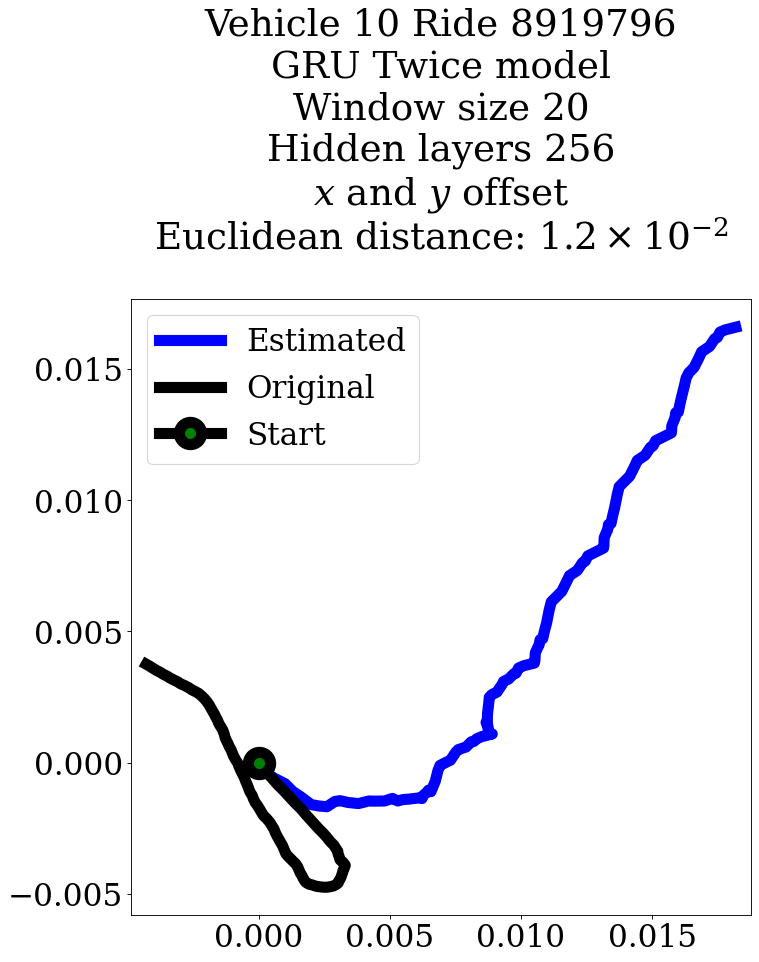 Vehicle 10 Ride 8919796
GRU Twice model
Window size 20
Hidden layers 256
x and y offset
Euclidean distance: 1.2 × 10⁻²
Estimated
Original
Start
0.015
0.010
0.005
0.000
−0.005
0.000 0.005 0.010 0.015